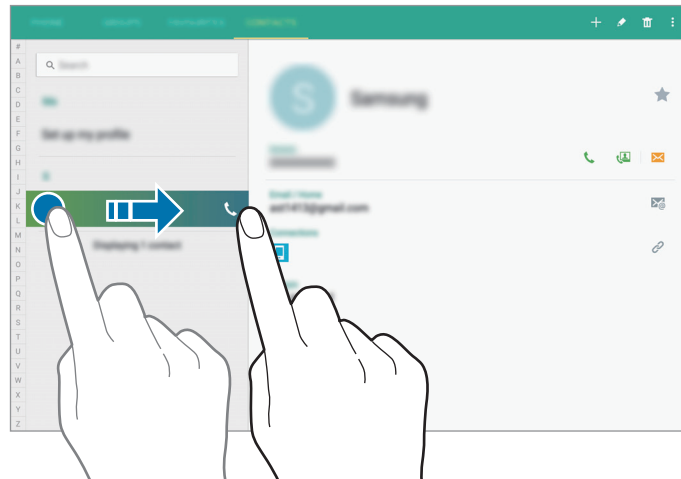 PHONE GROUPS FAVOURITES CONTACTS
#
A
B
C
D
E
F
G
H
I
J
K
L
M
N
O
P
Q
R
S
T
U
V
W
X
Y
Z
Search
Me
Set up my profile
Displaying 1 contact
S
Samsung
Email / Home
Connections